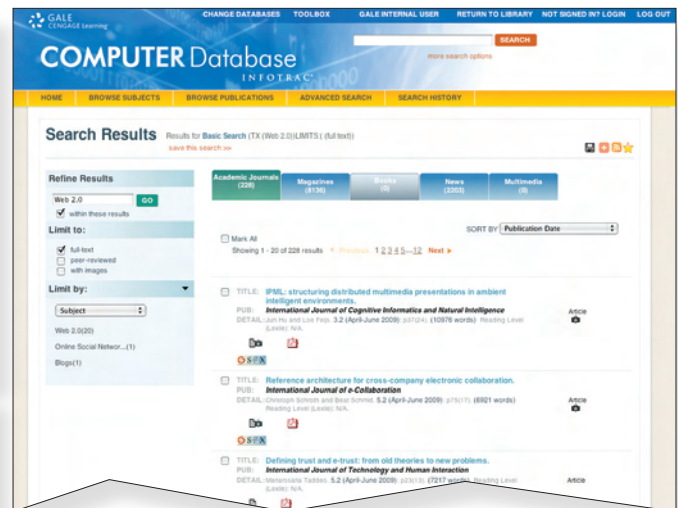 GALE
CENGAGE Learning
CHANGE DATABASES TOOLBOX GALE INTERNAL USER RETURN TO LIBRARY NOT SIGNED IN? LOGIN LOG OUT
SEARCH
more search options
COMPUTER Database
INFOTRAC
HOME BROWSE SUBJECTS BROWSE PUBLICATIONS ADVANCED SEARCH SEARCH HISTORY
Search Results Results for Basic Search (TX (Web 2.0))LIMITS:( (full text))
save this search >>
Refine Results
Web 2.0 GO
within these results
Limit to:
full-text
peer-reviewed
with images
Limit by:
Subject
Web 2.0(20)
Online Social Networ...(1)
Blogs(1)
Academic Journals (228) Magazines (8136) Books (0) News (2203) Multimedia (0)
SORT BY Publication Date
Mark All
Showing 1 - 20 of 228 results Previous 1 2 3 4 5...12 Next
TITLE: IPML: structuring distributed multimedia presentations in ambient
intelligent environments.
PUB: International Journal of Cognitive Informatics and Natural Intelligence
DETAIL: Jun Hu and Loe Feijs. 3.2 (April-June 2009): p37(24). (10976 words) Reading Level
(Lexile): N/A.
Article
TITLE: Reference architecture for cross-company electronic collaboration.
PUB: International Journal of e-Collaboration
DETAIL: Christoph Schroth and Beat Schmid. 5.2 (April-June 2009): p75(17). (6921 words)
Reading Level (Lexile): N/A.
Article
TITLE: Defining trust and e-trust: from old theories to new problems.
PUB: International Journal of Technology and Human Interaction
DETAIL: Mariarosaria Taddeo. 5.2 (April-June 2009): p23(13). (7217 words) Reading Level
(Lexile): N/A.
Article